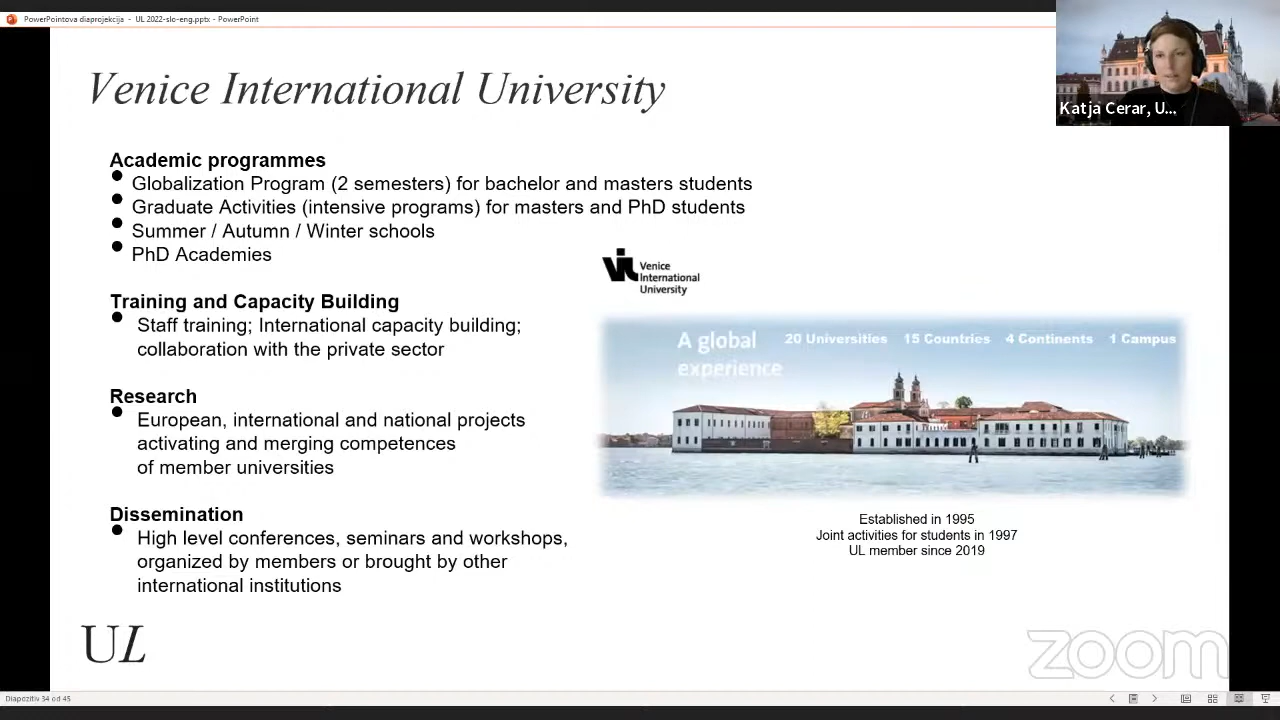 PowerPointova diaprojekcija - UL 2022-slo-eng.pptx - PowerPoint
Venice International University
Katja Cerar, U...
Academic programmes
Globalization Program (2 semesters) for bachelor and masters students
Graduate Activities (intensive programs) for masters and PhD students
Summer / Autumn / Winter schools
PhD Academies
Training and Capacity Building
Staff training; International capacity building;
collaboration with the private sector
Research
European, international and national projects
activating and merging competences
of member universities
Dissemination
High level conferences, seminars and workshops,
organized by members or brought by other
international institutions
Venice
International
University
A global
experience
20 Universities 15 Countries 4 Continents 1 Campus
Established in 1995
Joint activities for students in 1997
UL member since 2019
UL
zoom
Diapozitiv 34 od 45